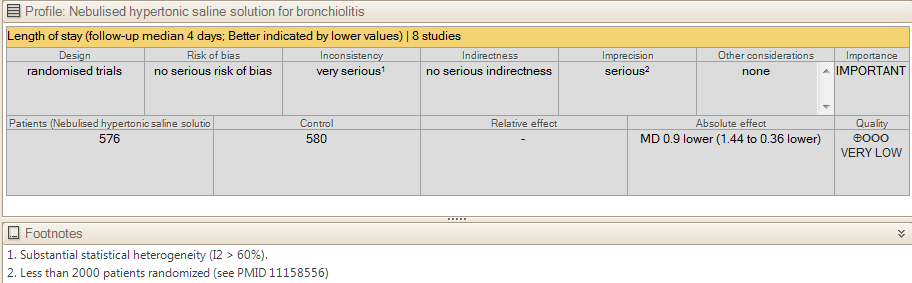 Profile: Nebulised hypertonic saline solution for bronchiolitis
Length of stay (follow-up median 4 days; Better indicated by lower values) | 8 studies
Design Risk of bias Inconsistency Indirectness Imprecision Other considerations Importance
randomised trials no serious risk of bias very serious¹ no serious indirectness serious² none IMPORTANT
Patients (Nebulised hypertonic saline solutio Control Relative effect Absolute effect Quality
576 580 - MD 0.9 lower (1.44 to 0.36 lower) ⊕OOO
VERY LOW
Footnotes
1. Substantial statistical heterogeneity (I2 > 60%).
2. Less than 2000 patients randomized (see PMID 11158556)